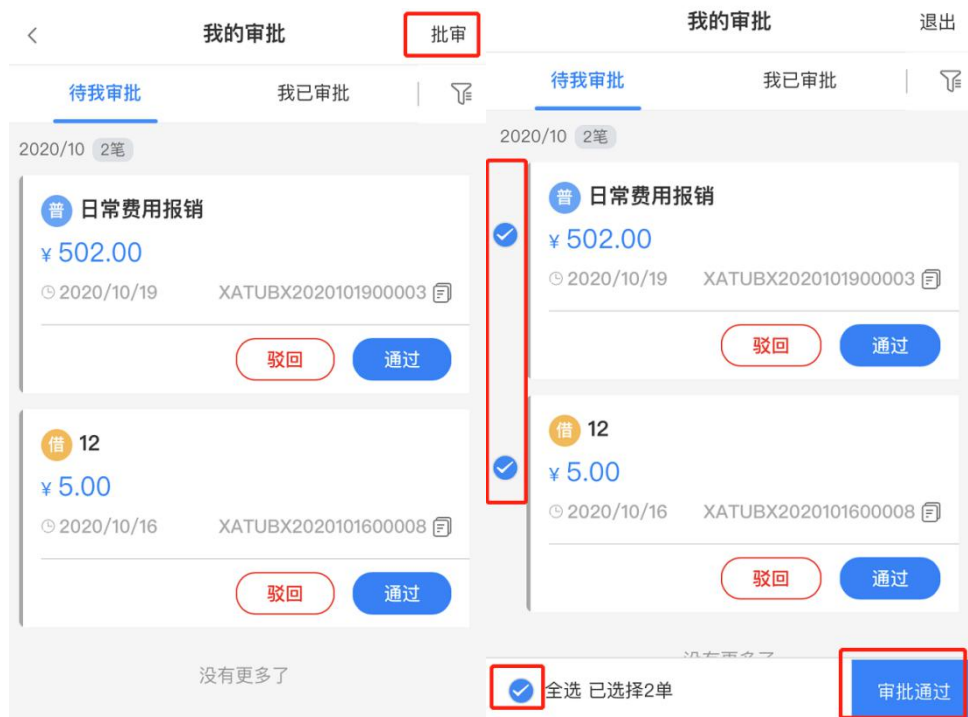 我的审批
批审
待我审批
我已审批
2020/10 2笔
普 日常费用报销
¥ 502.00
2020/10/19 XATUBX2020101900003
驳回 通过
借 12
¥ 5.00
2020/10/16 XATUBX2020101600008
驳回 通过
没有更多了
我的审批
退出
待我审批
我已审批
2020/10 2笔
普 日常费用报销
¥ 502.00
2020/10/19 XATUBX2020101900003
驳回 通过
借 12
¥ 5.00
2020/10/16 XATUBX2020101600008
驳回 通过
没有更多了
全选 已选择2单
审批通过